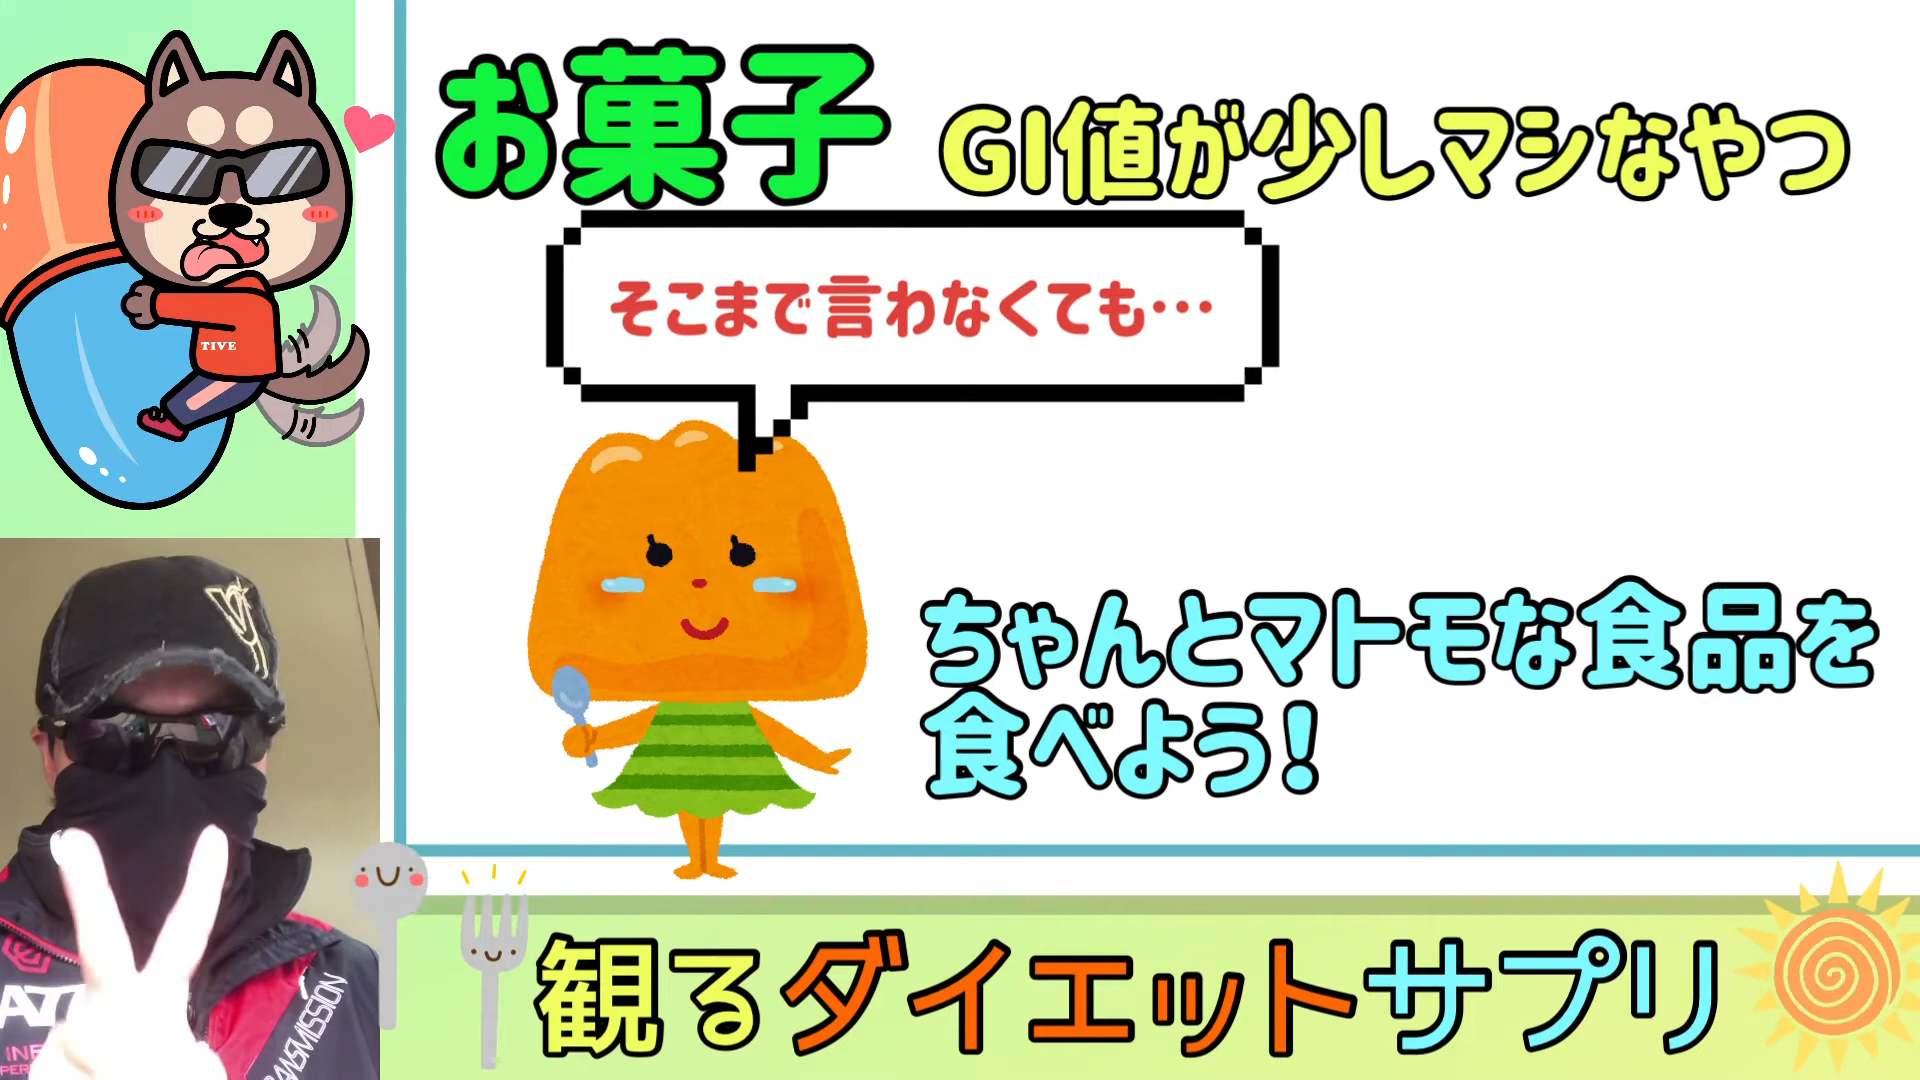 お菓子 GI値が少しマシなやつ
そこまで言わなくても…
TIVE
ちゃんとマトモな食品を
食べよう!
観るダイエットサプリ